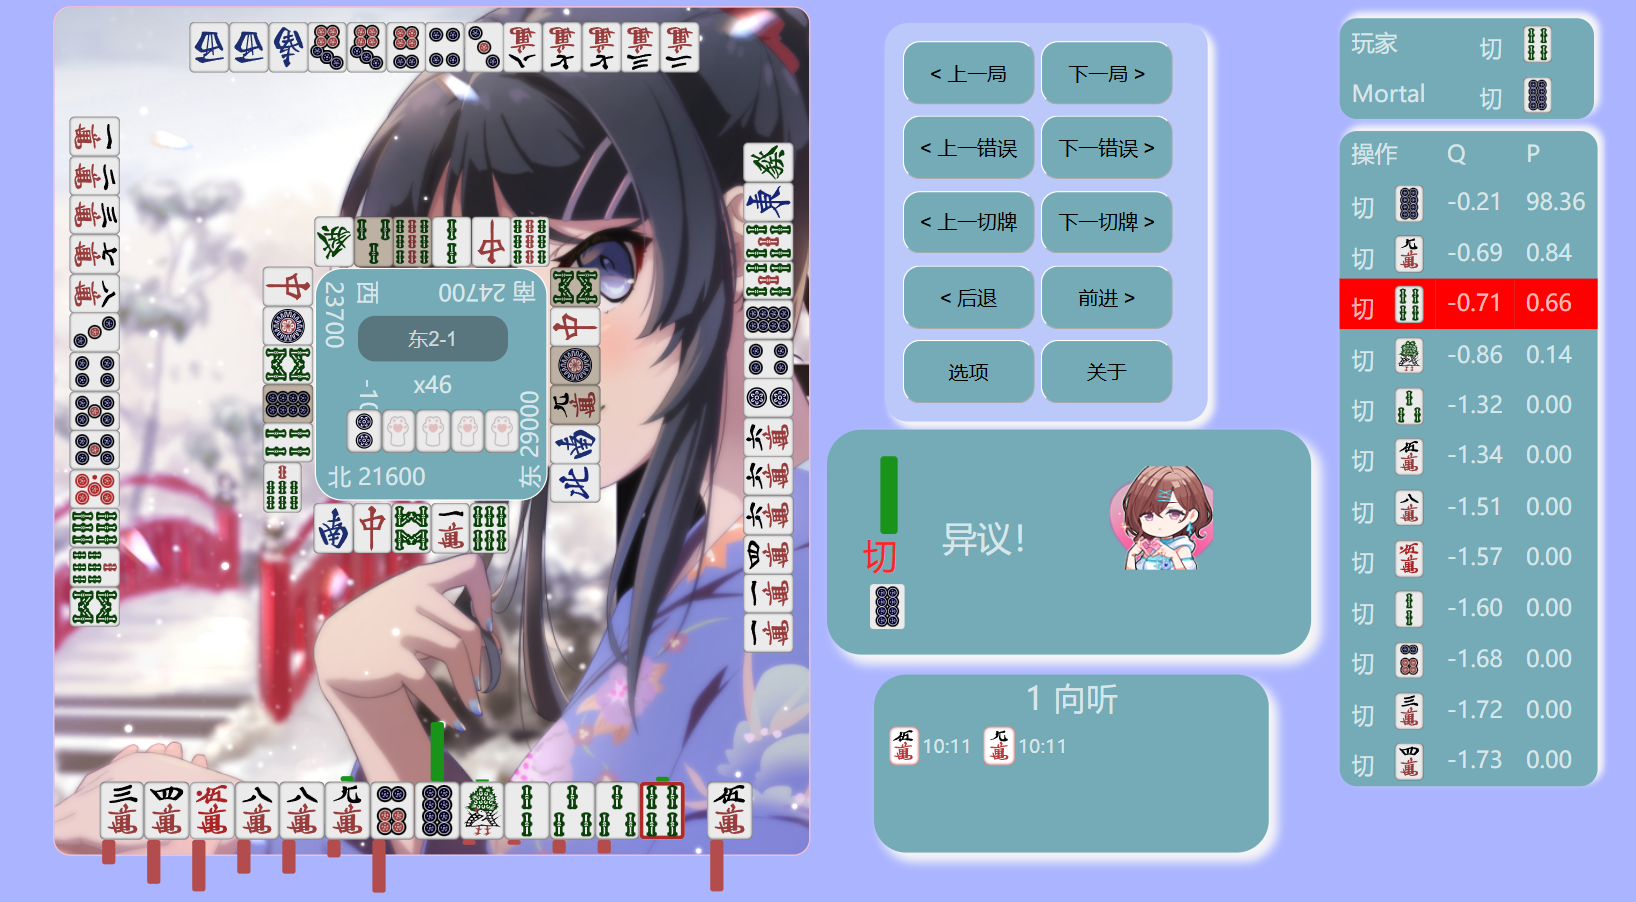 < 上一局
下一局 >
< 上一错误
下一错误 >
< 上一切牌
下一切牌 >
< 后退
前进 >
选项
关于
西 23700
南 24700
东2-1
x46
北 21600
东 29000
切
异议！
1 向听
10:11
10:11
玩家 切
Mortal 切
操作 Q P
切 -0.21 98.36
切 -0.69 0.84
切 -0.71 0.66
切 -0.86 0.14
切 -1.32 0.00
切 -1.34 0.00
切 -1.51 0.00
切 -1.57 0.00
切 -1.60 0.00
切 -1.68 0.00
切 -1.72 0.00
切 -1.73 0.00